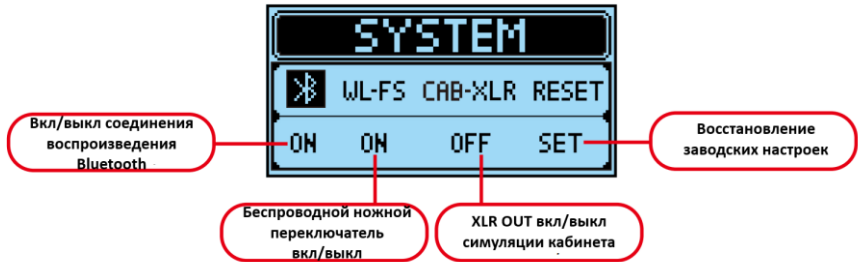 SYSTEM
WL-FS CAB-XLR RESET
ON ON OFF SET
Вкл/выкл соединения
воспроизведения
Bluetooth
Восстановление
заводских настроек
Беспроводной ножной
переключатель
вкл/выкл
XLR OUT вкл/выкл
симуляции кабинета